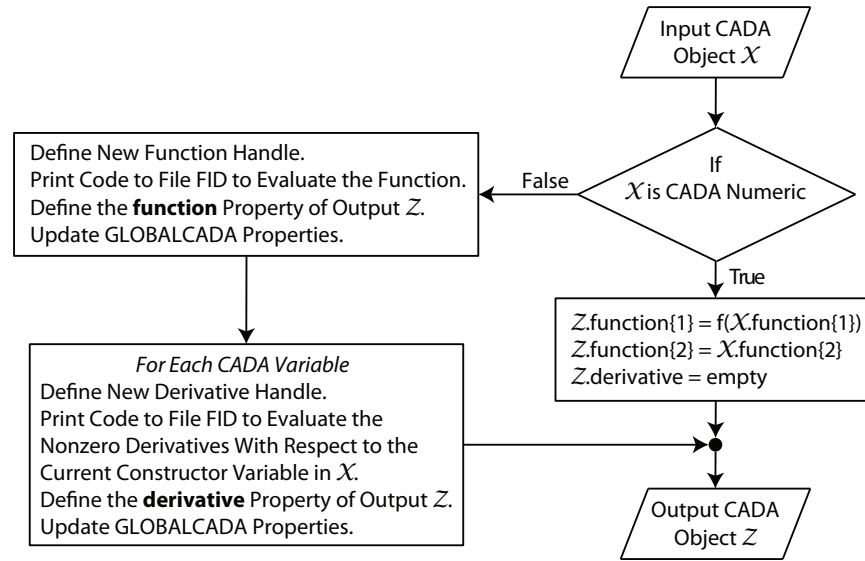 Input CADA
Object 𝒳
If
𝒳 is CADA Numeric
False
True
Define New Function Handle.
Print Code to File FID to Evaluate the Function.
Define the function Property of Output 𝒵.
Update GLOBALCADA Properties.
For Each CADA Variable
Define New Derivative Handle.
Print Code to File FID to Evaluate the
Nonzero Derivatives With Respect to the
Current Constructor Variable in 𝒳.
Define the derivative Property of Output 𝒵.
Update GLOBALCADA Properties.
𝒵.function{1} = f(𝒳.function{1})
𝒵.function{2} = 𝒳.function{2}
𝒵.derivative = empty
Output CADA
Object 𝒵